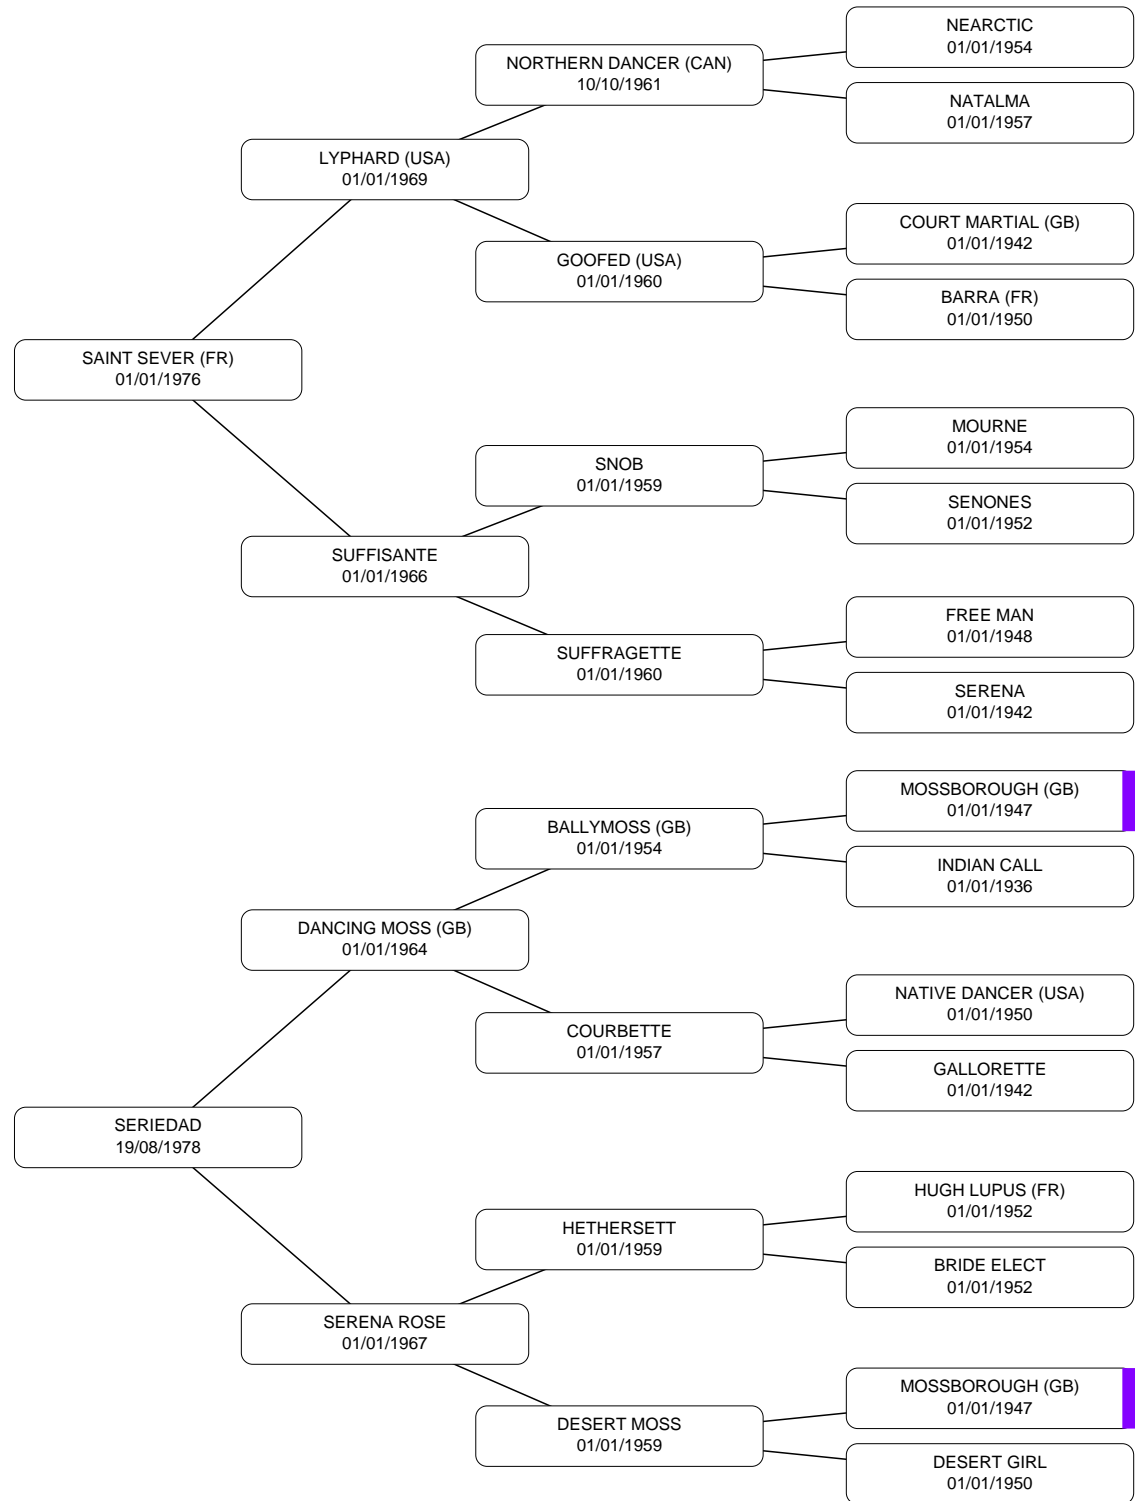 NEARCTIC
01/01/1954
NORTHERN DANCER (CAN)
10/10/1961
NATALMA
01/01/1957
LYPHARD (USA)
01/01/1969
COURT MARTIAL (GB)
01/01/1942
GOOFED (USA)
01/01/1960
BARRA (FR)
01/01/1950
SAINT SEVER (FR)
01/01/1976
MOURNE
01/01/1954
SNOB
01/01/1959
SENONES
01/01/1952
SUFFISANTE
01/01/1966
FREE MAN
01/01/1948
SUFFRAGETTE
01/01/1960
SERENA
01/01/1942
MOSSBOROUGH (GB)
01/01/1947
BALLYMOSS (GB)
01/01/1954
INDIAN CALL
01/01/1936
DANCING MOSS (GB)
01/01/1964
NATIVE DANCER (USA)
01/01/1950
COURBETTE
01/01/1957
GALLORETTE
01/01/1942
SERIEDAD
19/08/1978
HUGH LUPUS (FR)
01/01/1952
HETHERSETT
01/01/1959
BRIDE ELECT
01/01/1952
SERENA ROSE
01/01/1967
MOSSBOROUGH (GB)
01/01/1947
DESERT MOSS
01/01/1959
DESERT GIRL
01/01/1950